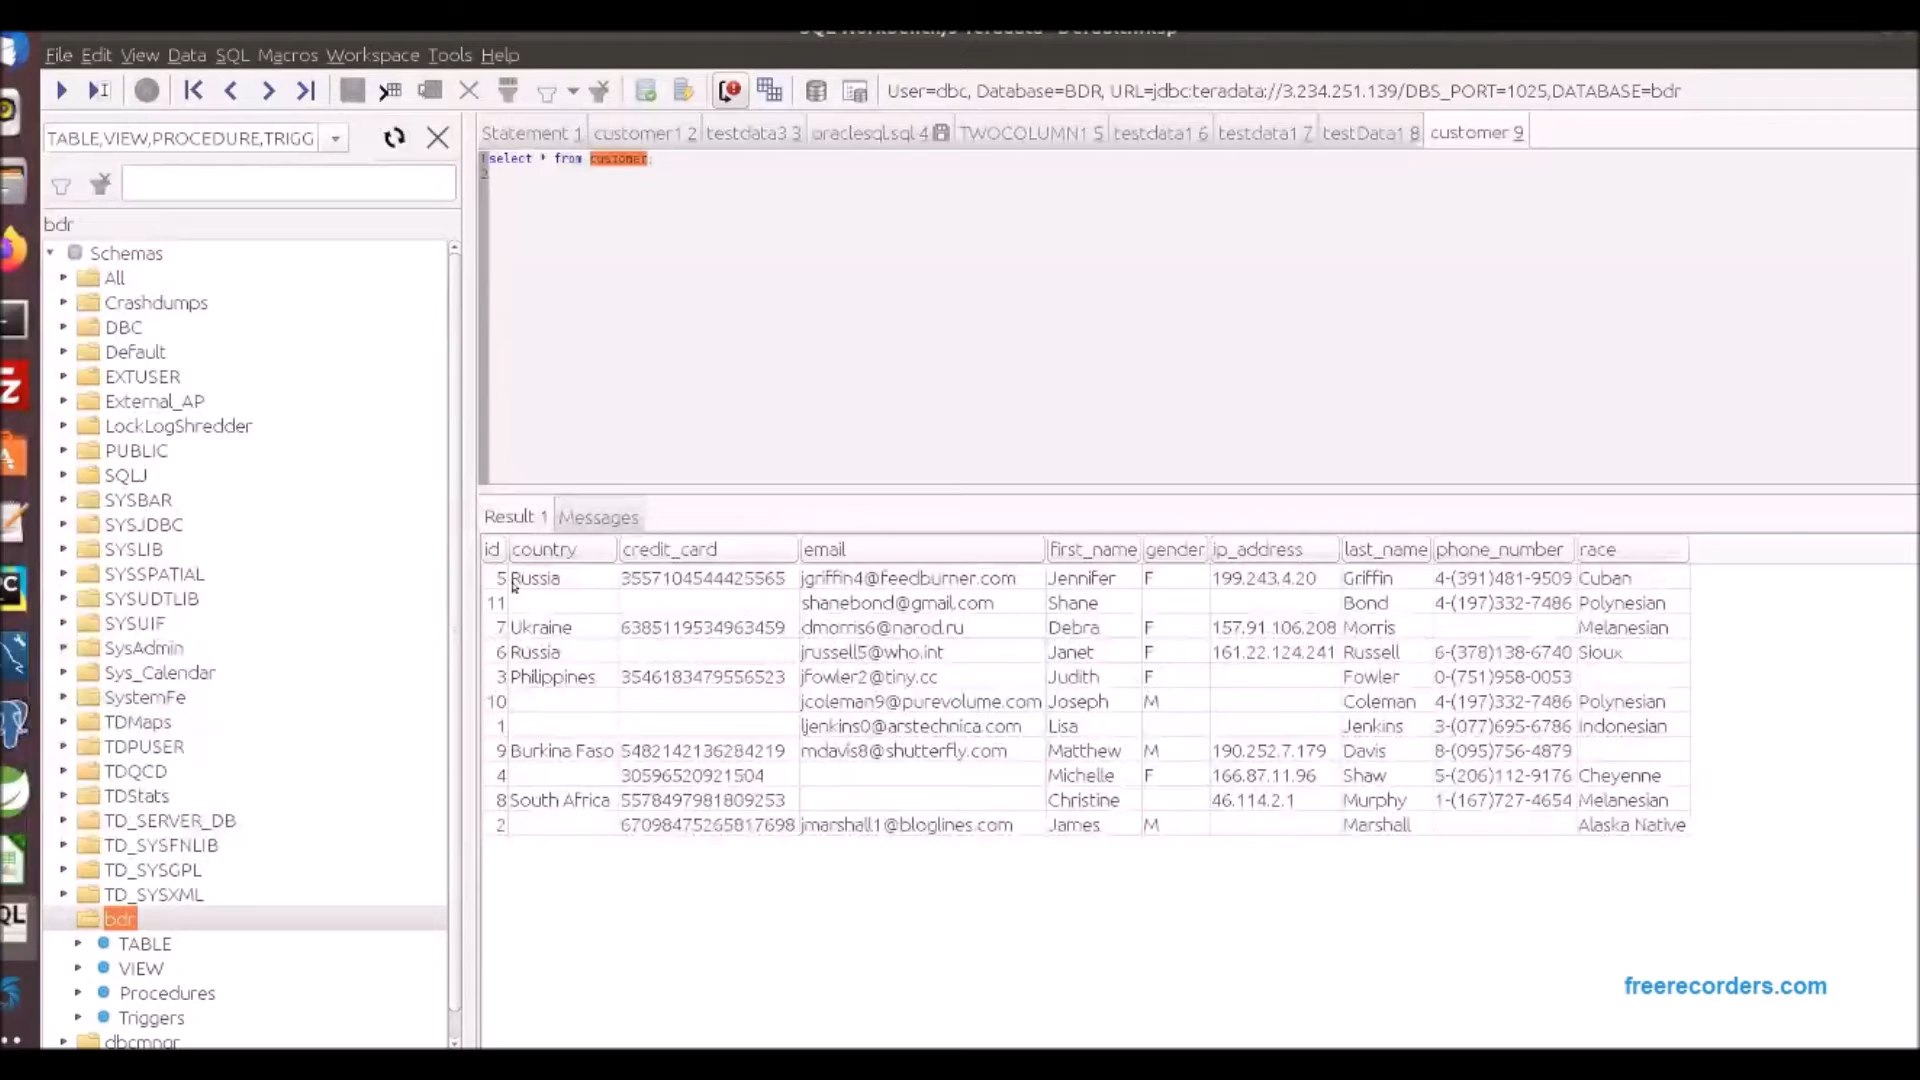 File Edit View Data SQL Macros Workspace Tools Help
User=dbc, Database=BDR, URL=jdbc:teradata://3.234.251.139/DBS_PORT=1025,DATABASE=bdr
TABLE,VIEW,PROCEDURE,TRIGG
Statement 1 customer1 2 testdata3 3 oraclesql.sql 4 TWOCOLUMN1 5 testdata1 6 testdata1 7 testData1 8 customer 9
1 select * from customer;
2
bdr
Schemas
All
Crashdumps
DBC
Default
EXTUSER
External_AP
LockLogShredder
PUBLIC
SQLJ
SYSBAR
SYSJDBC
SYSLIB
SYSSPATIAL
SYSUDTLIB
SYSUIF
SysAdmin
Sys_Calendar
SystemFe
TDMaps
TDPUSER
TDQCD
TDStats
TD_SERVER_DB
TD_SYSFNLIB
TD_SYSGPL
TD_SYSXML
bdr
TABLE
VIEW
Procedures
Triggers
dbcmngr
Result 1 Messages
id country credit_card email first_name gender ip_address last_name phone_number race
5 Russia 3557104544425565 jgriffin4@feedburner.com Jennifer F 199.243.4.20 Griffin 4-(391)481-9509 Cuban
11 shanebond@gmail.com Shane Bond 4-(197)332-7486 Polynesian
7 Ukraine 6385119534963459 dmorris6@narod.ru Debra F 157.91.106.208 Morris Melanesian
6 Russia jrussell5@who.int Janet F 161.22.124.241 Russell 6-(378)138-6740 Sioux
3 Philippines 3546183479556523 jfowler2@tiny.cc Judith F Fowler 0-(751)958-0053
10 jcoleman9@purevolume.com Joseph M Coleman 4-(197)332-7486 Polynesian
1 ljenkins0@arstechnica.com Lisa Jenkins 3-(077)695-6786 Indonesian
9 Burkina Faso 5482142136284219 mdavis8@shutterfly.com Matthew M 190.252.7.179 Davis 8-(095)756-4879
4 30596520921504 Michelle F 166.87.11.96 Shaw 5-(206)112-9176 Cheyenne
8 South Africa 5578497981809253 Christine 46.114.2.1 Murphy 1-(167)727-4654 Melanesian
2 67098475265817698 jmarshall1@bloglines.com James M Marshall Alaska Native
freerecorders.com